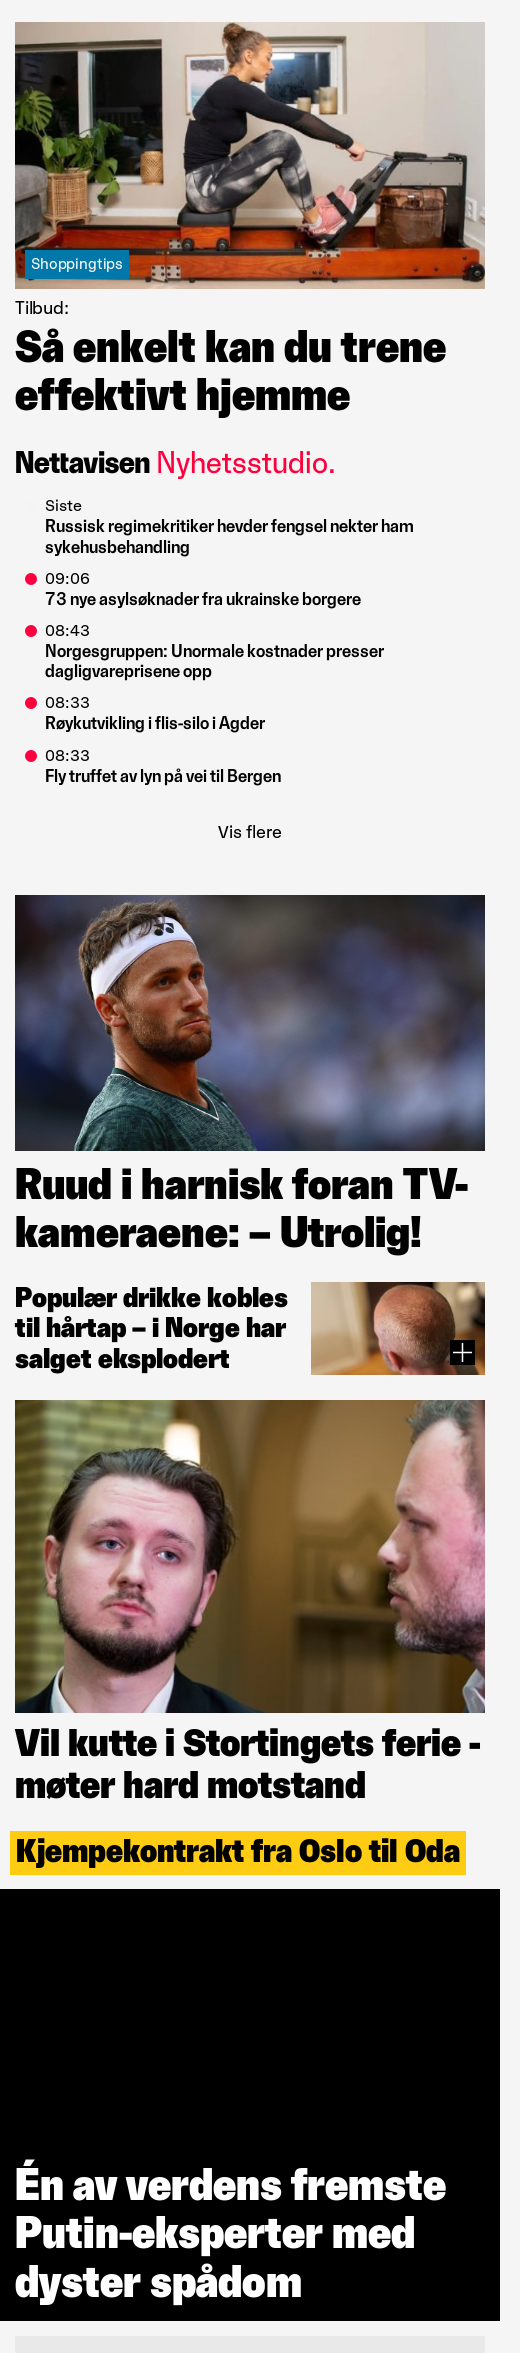 Shoppingtips
Tilbud:
Så enkelt kan du trene
effektivt hjemme
Nettavisen Nyhetsstudio.
Siste
Russisk regimekritiker hevder fengsel nekter ham
sykehusbehandling
09:06
73 nye asylsøknader fra ukrainske borgere
08:43
Norgesgruppen: Unormale kostnader presser
dagligvareprisene opp
08:33
Røykutvikling i flis-silo i Agder
08:33
Fly truffet av lyn på vei til Bergen
Vis flere
Ruud i harnisk foran TV-
kameraene: – Utrolig!
Populær drikke kobles
til hårtap – i Norge har
salget eksplodert
Vil kutte i Stortingets ferie -
møter hard motstand
Kjempekontrakt fra Oslo til Oda
Én av verdens fremste
Putin-eksperter med
dyster spådom